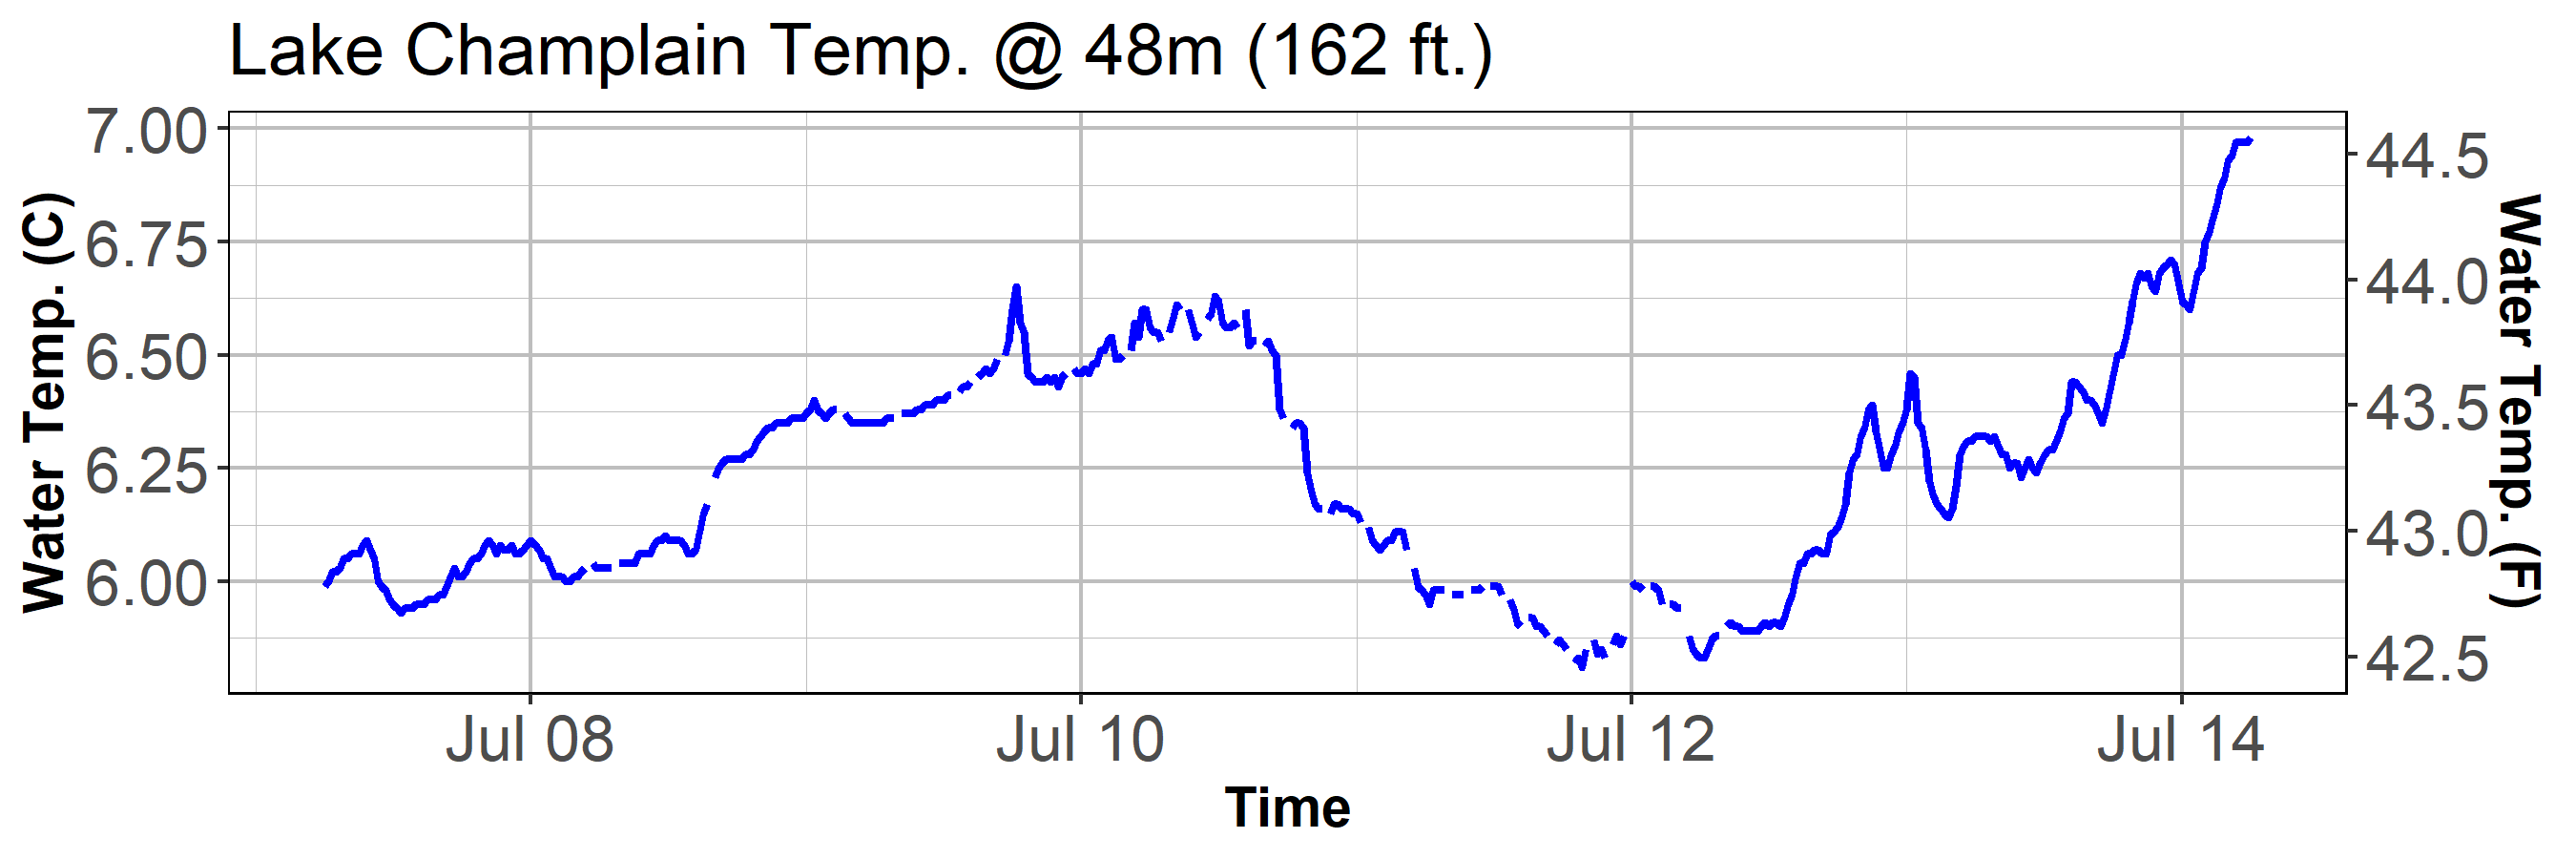 Lake Champlain Temp. @ 48m (162 ft.)
7.00
6.75
6.50
6.25
6.00
Water Temp. (C)
44.5
44.0
43.5
43.0
42.5
Water Temp. (F)
Jul 08 Jul 10 Jul 12 Jul 14
Time